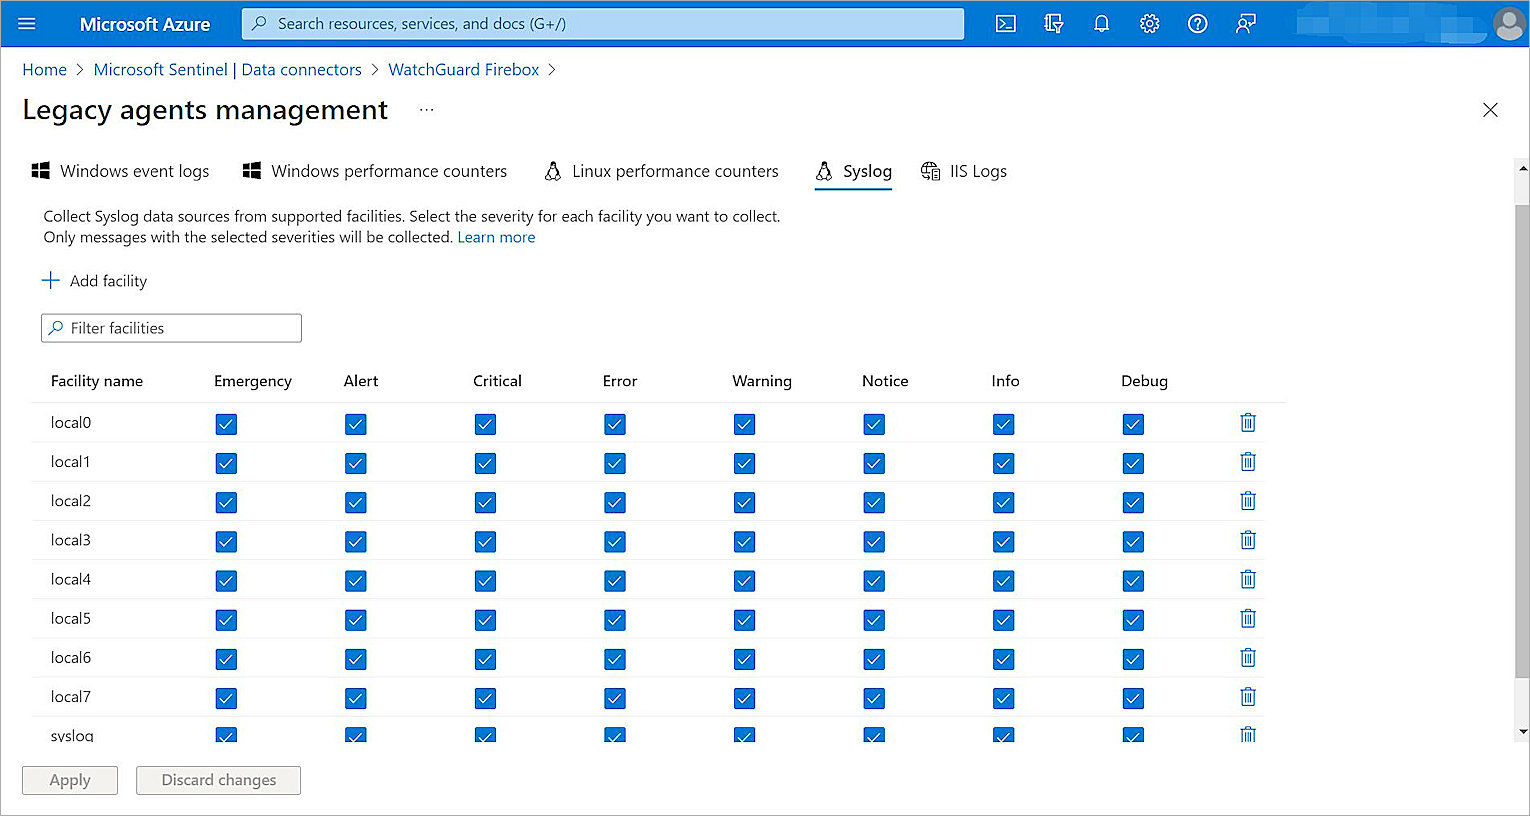 Microsoft Azure
Search resources, services, and docs (G+/)
Home > Microsoft Sentinel | Data connectors > WatchGuard Firebox >
Legacy agents management ...
Windows event logs Windows performance counters Linux performance counters Syslog IIS Logs
Collect Syslog data sources from supported facilities. Select the severity for each facility you want to collect.
Only messages with the selected severities will be collected. Learn more
+ Add facility
Filter facilities
Facility name Emergency Alert Critical Error Warning Notice Info Debug
local0
local1
local2
local3
local4
local5
local6
local7
syslog
Apply Discard changes